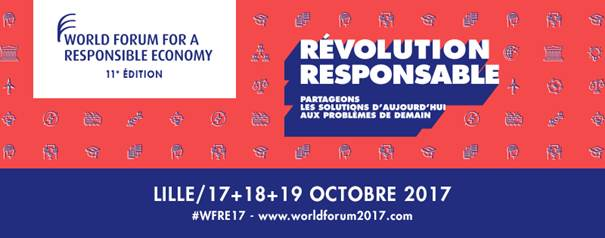 WORLD FORUM FOR A
RESPONSIBLE ECONOMY
11e ÉDITION
RÉVOLUTION
RESPONSABLE
PARTAGEONS
LES SOLUTIONS D'AUJOURD'HUI
AUX PROBLÈMES DE DEMAIN
LILLE/17+18+19 OCTOBRE 2017
#WFRE17 - www.worldforum2017.com